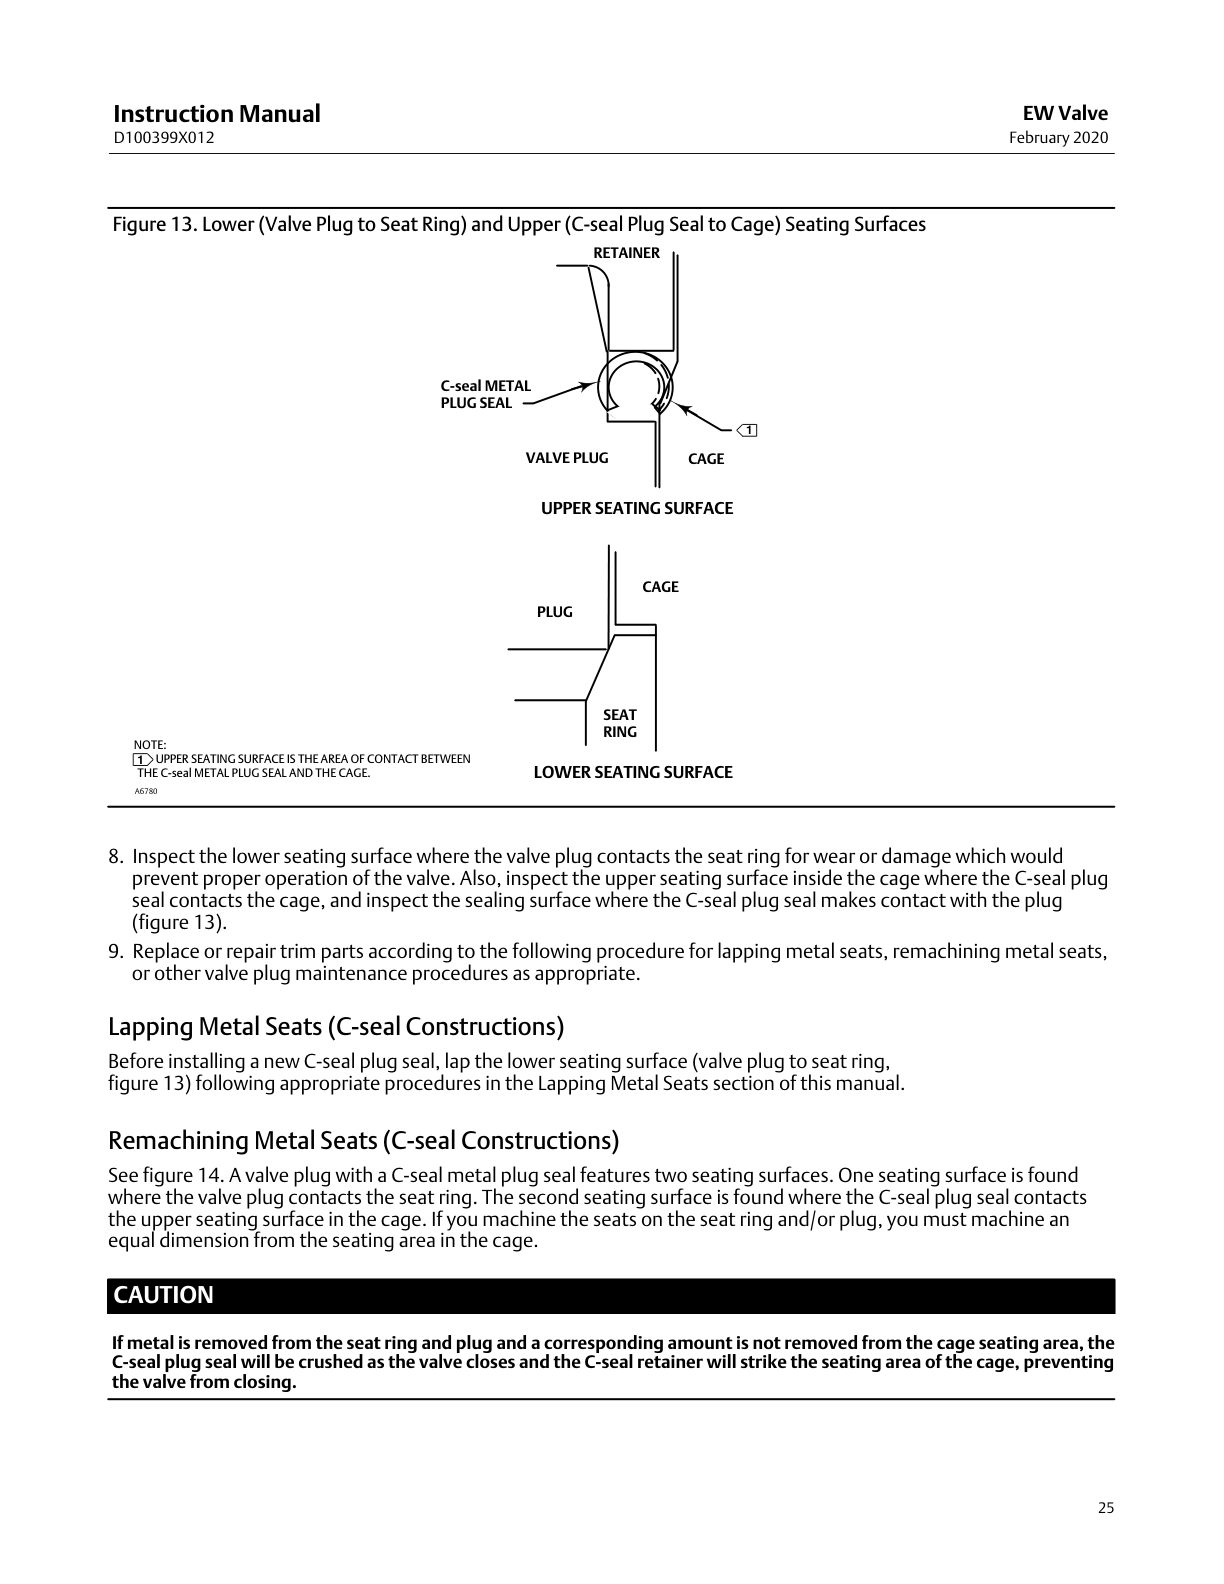 Instruction Manual
D100399X012
EW Valve
February 2020
Figure 13. Lower (Valve Plug to Seat Ring) and Upper (C-seal Plug Seal to Cage) Seating Surfaces
RETAINER
C-seal METAL
PLUG SEAL
1
VALVE PLUG
CAGE
UPPER SEATING SURFACE
CAGE
PLUG
SEAT
RING
NOTE:
1 UPPER SEATING SURFACE IS THE AREA OF CONTACT BETWEEN
THE C-seal METAL PLUG SEAL AND THE CAGE.
A6780
LOWER SEATING SURFACE
8. Inspect the lower seating surface where the valve plug contacts the seat ring for wear or damage which would
prevent proper operation of the valve. Also, inspect the upper seating surface inside the cage where the C-seal plug
seal contacts the cage, and inspect the sealing surface where the C-seal plug seal makes contact with the plug
(figure 13).
9. Replace or repair trim parts according to the following procedure for lapping metal seats, remachining metal seats,
or other valve plug maintenance procedures as appropriate.
Lapping Metal Seats (C-seal Constructions)
Before installing a new C-seal plug seal, lap the lower seating surface (valve plug to seat ring,
figure 13) following appropriate procedures in the Lapping Metal Seats section of this manual.
Remachining Metal Seats (C-seal Constructions)
See figure 14. A valve plug with a C-seal metal plug seal features two seating surfaces. One seating surface is found
where the valve plug contacts the seat ring. The second seating surface is found where the C-seal plug seal contacts
the upper seating surface in the cage. If you machine the seats on the seat ring and/or plug, you must machine an
equal dimension from the seating area in the cage.
CAUTION
If metal is removed from the seat ring and plug and a corresponding amount is not removed from the cage seating area, the
C-seal plug seal will be crushed as the valve closes and the C-seal retainer will strike the seating area of the cage, preventing
the valve from closing.
25